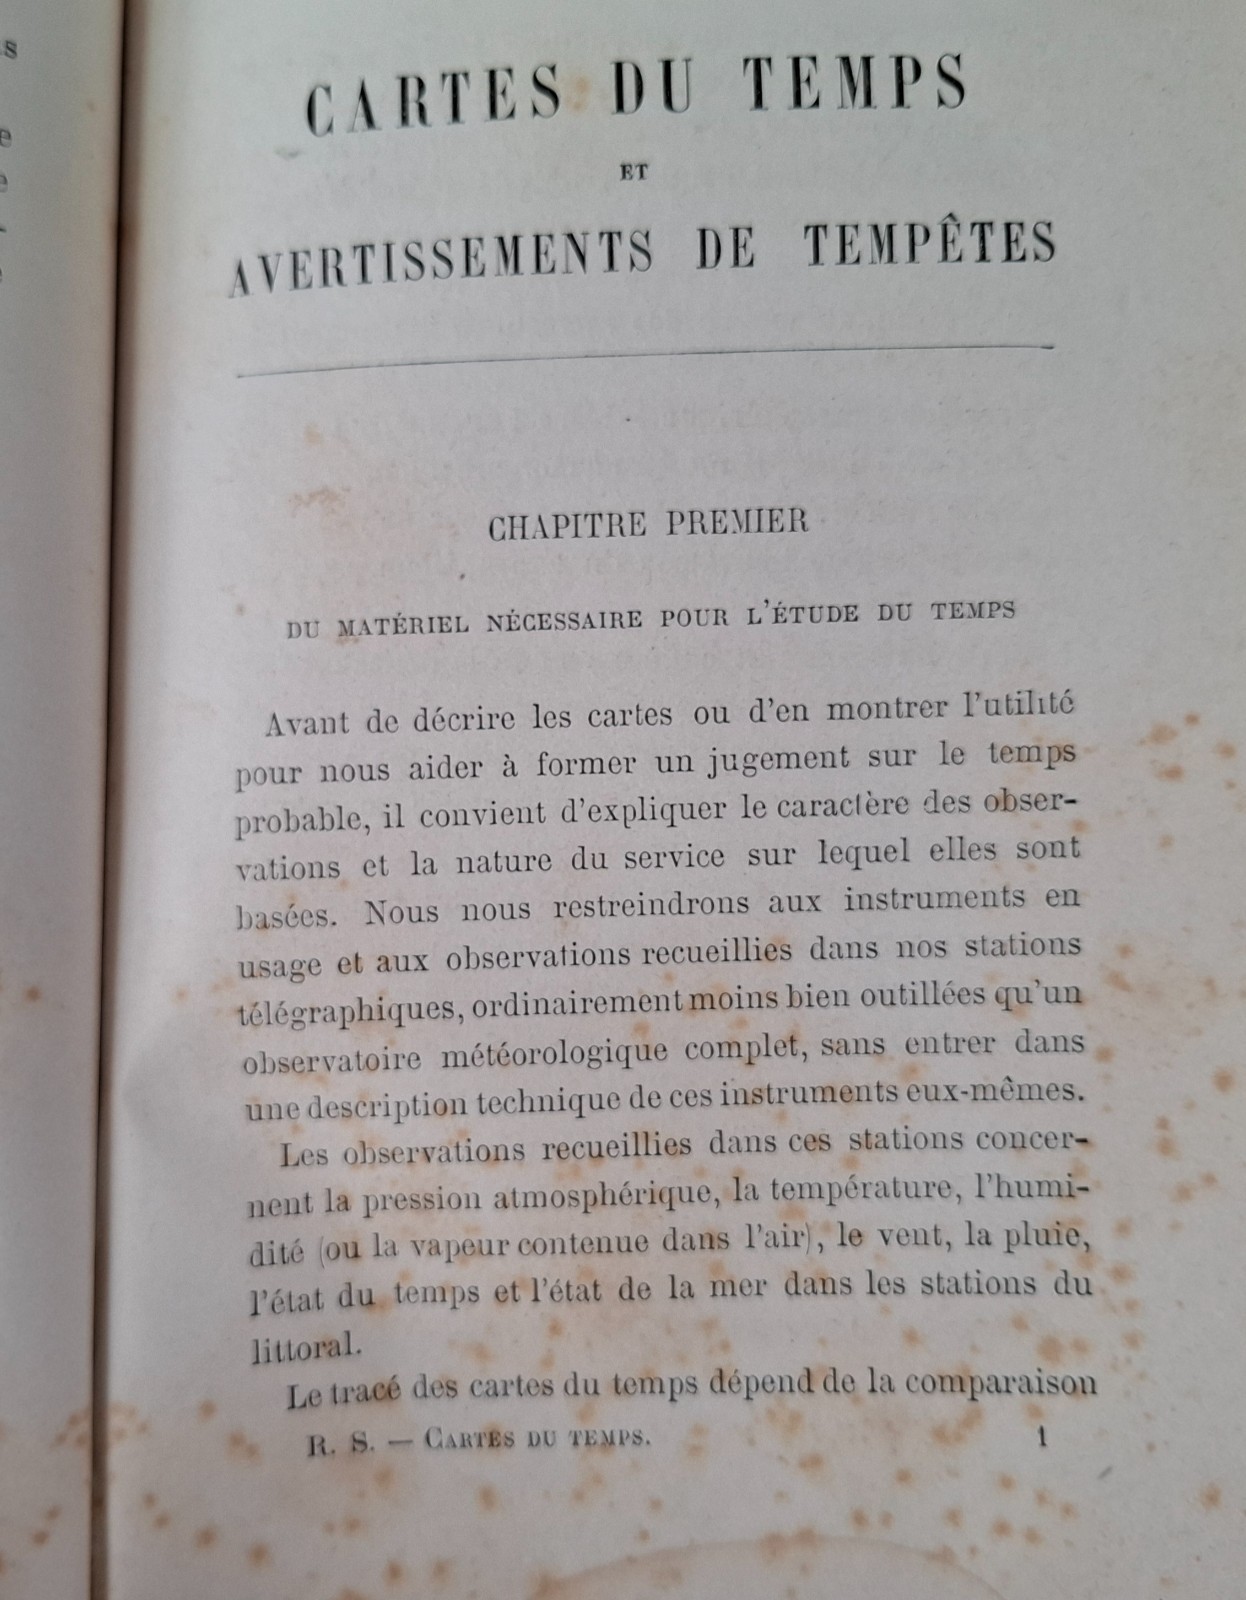 CARTES DU TEMPS
ET
AVERTISSEMENTS DE TEMPÊTES
CHAPITRE PREMIER
DU MATÉRIEL NÉCESSAIRE POUR L'ÉTUDE DU TEMPS
Avant de décrire les cartes ou d'en montrer l'utilité
pour nous aider à former un jugement sur le temps
probable, il convient d'expliquer le caractère des obser-
vations et la nature du service sur lequel elles sont
basées. Nous nous restreindrons aux instruments en
usage et aux observations recueillies dans nos stations
télégraphiques, ordinairement moins bien outillées qu'un
observatoire météorologique complet, sans entrer dans
une description technique de ces instruments eux-mêmes.
Les observations recueillies dans ces stations concer-
nent la pression atmosphérique, la température, l'humi-
dité (ou la vapeur contenue dans l'air), le vent, la pluie,
l'état du temps et l'état de la mer dans les stations du
littoral.
Le tracé des cartes du temps dépend de la comparaison
R. S. — CARTES DU TEMPS. 1